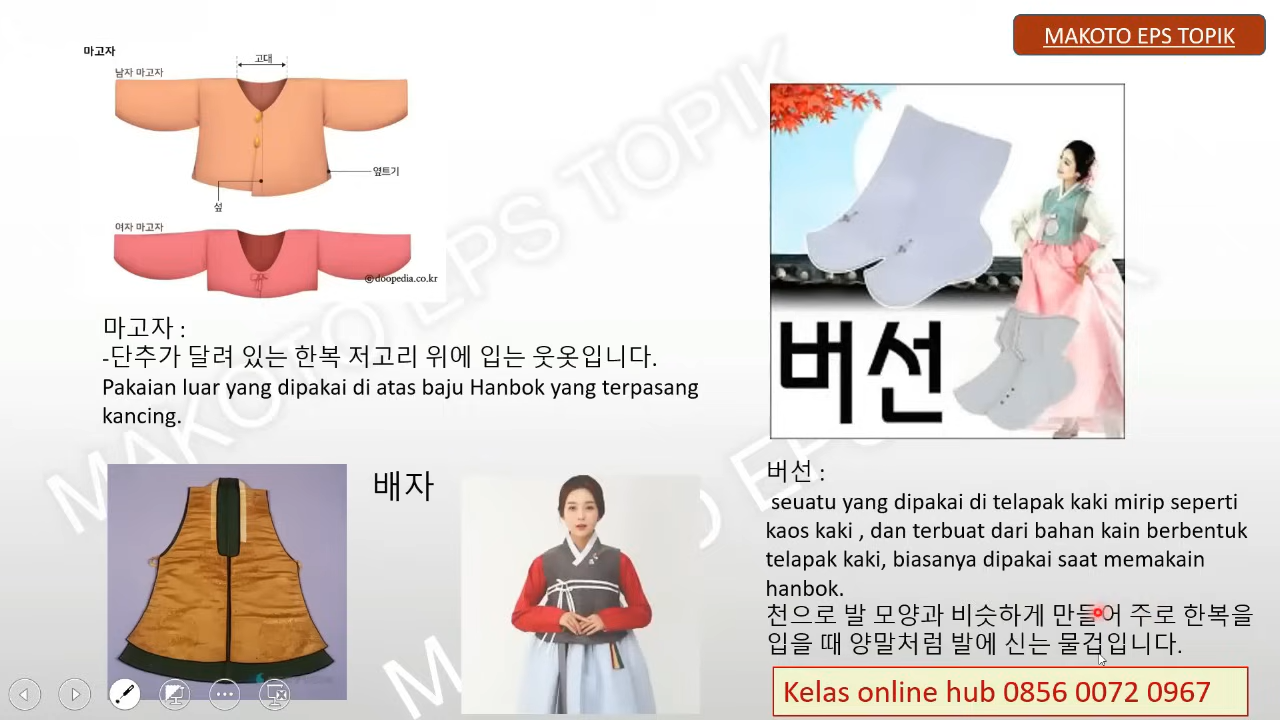 MAKOTO EPS TOPIK
마고자
남자 마고자
고대
옆트기
섶
여자 마고자
©doopedia.co.kr
마고자 :
-단추가 달려 있는 한복 저고리 위에 입는 웃옷입니다.
Pakaian luar yang dipakai di atas baju Hanbok yang terpasang
kancing.
배자
버선
버선 :
seuatu yang dipakai di telapak kaki mirip seperti
kaos kaki , dan terbuat dari bahan kain berbentuk
telapak kaki, biasanya dipakai saat memakain
hanbok.
천으로 발 모양과 비슷하게 만들어 주로 한복을
입을 때 양말처럼 발에 신는 물겁입니다.
Kelas online hub 0856 0072 0967
MAKOTO EPS TOPIK